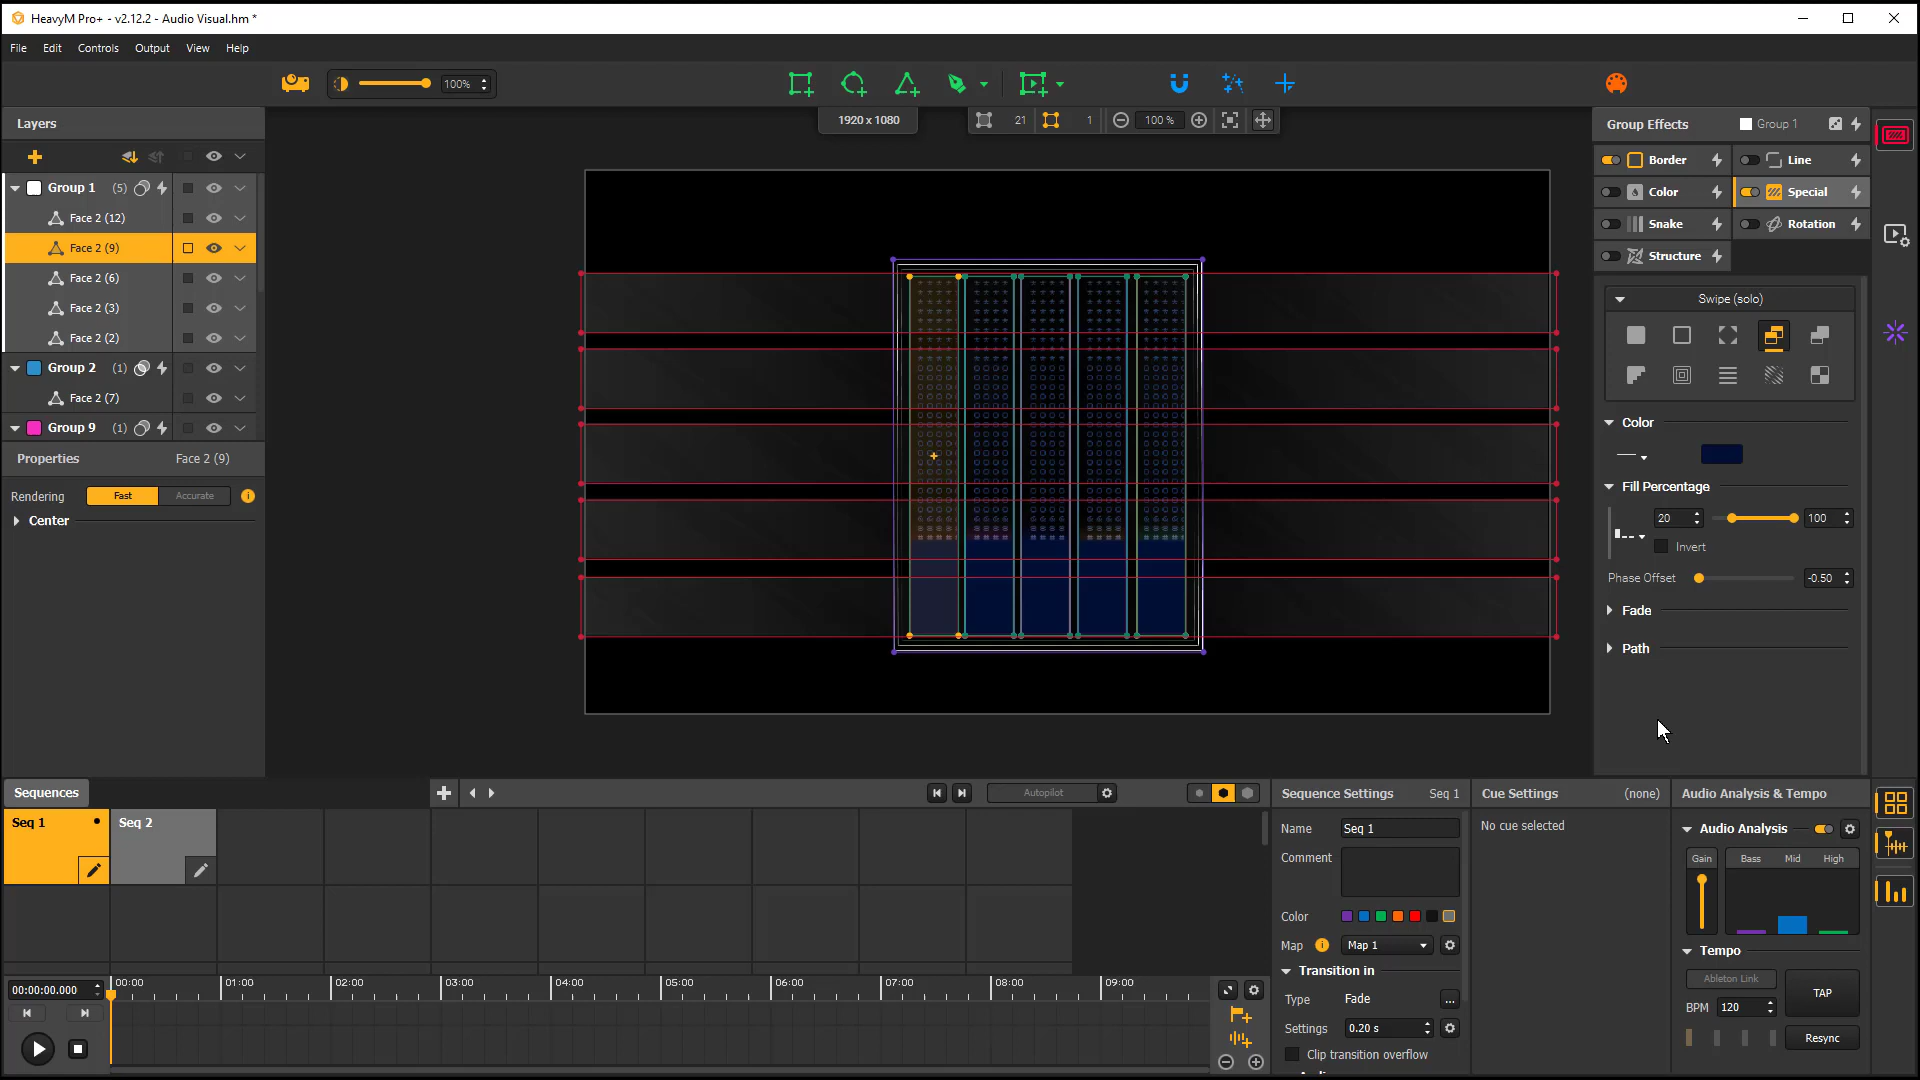 HeavyM Pro+ - v2.12.2 - Audio Visual.hm *
File Edit Controls Output View Help
100%
1920 x 1080
21
1
100 %
Layers
Group 1 (5)
Face 2 (12)
Face 2 (9)
Face 2 (6)
Face 2 (3)
Face 2 (2)
Group 2 (1)
Face 2 (7)
Group 9 (1)
Properties Face 2 (9)
Rendering Fast Accurate i
Center
Group Effects Group 1
Border Line
Color Special
Snake Rotation
Structure
Swipe (solo)
Color
Fill Percentage
20 100
Invert
Phase Offset -0.50
Fade
Path
Sequences
Autopilot
Seq 1 Seq 2
00:00:00.000
00:00 01:00 02:00 03:00 04:00 05:00 06:00 07:00 08:00 09:00
Sequence Settings Seq 1
Name Seq 1
Comment
Color
Map i Map 1
Transition in
Type Fade ...
Settings 0.20 s
Clip transition overflow
Cue Settings (none)
No cue selected
Audio Analysis & Tempo
Audio Analysis
Gain Bass Mid High
Tempo
Ableton Link
TAP
BPM 120
Resync